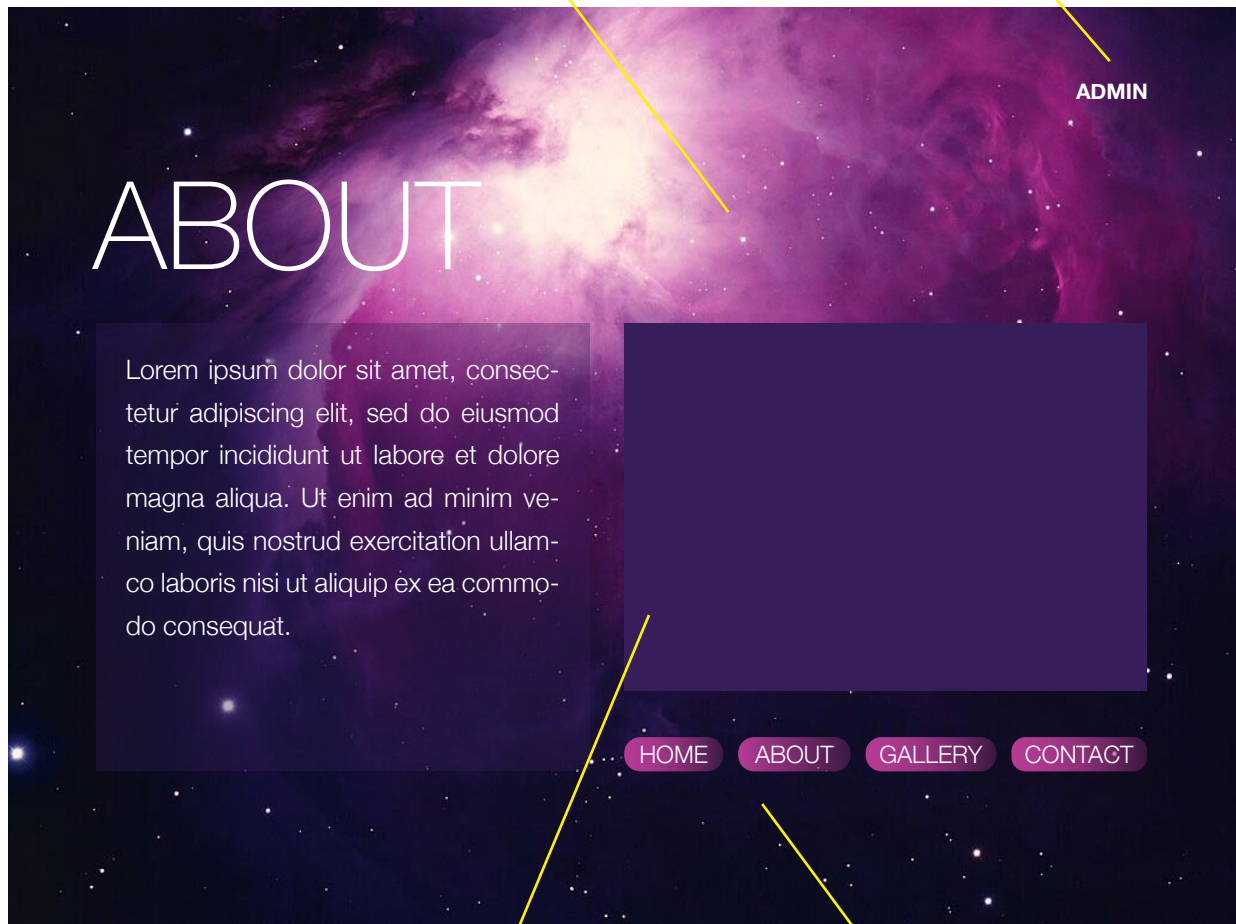 ADMIN
ABOUT
Lorem ipsum dolor sit amet, consec-
tetur adipiscing elit, sed do eiusmod
tempor incididunt ut labore et dolore
magna aliqua. Ut enim ad minim ve-
niam, quis nostrud exercitation ullam-
co laboris nisi ut aliquip ex ea commo-
do consequat.
HOME ABOUT GALLERY CONTACT